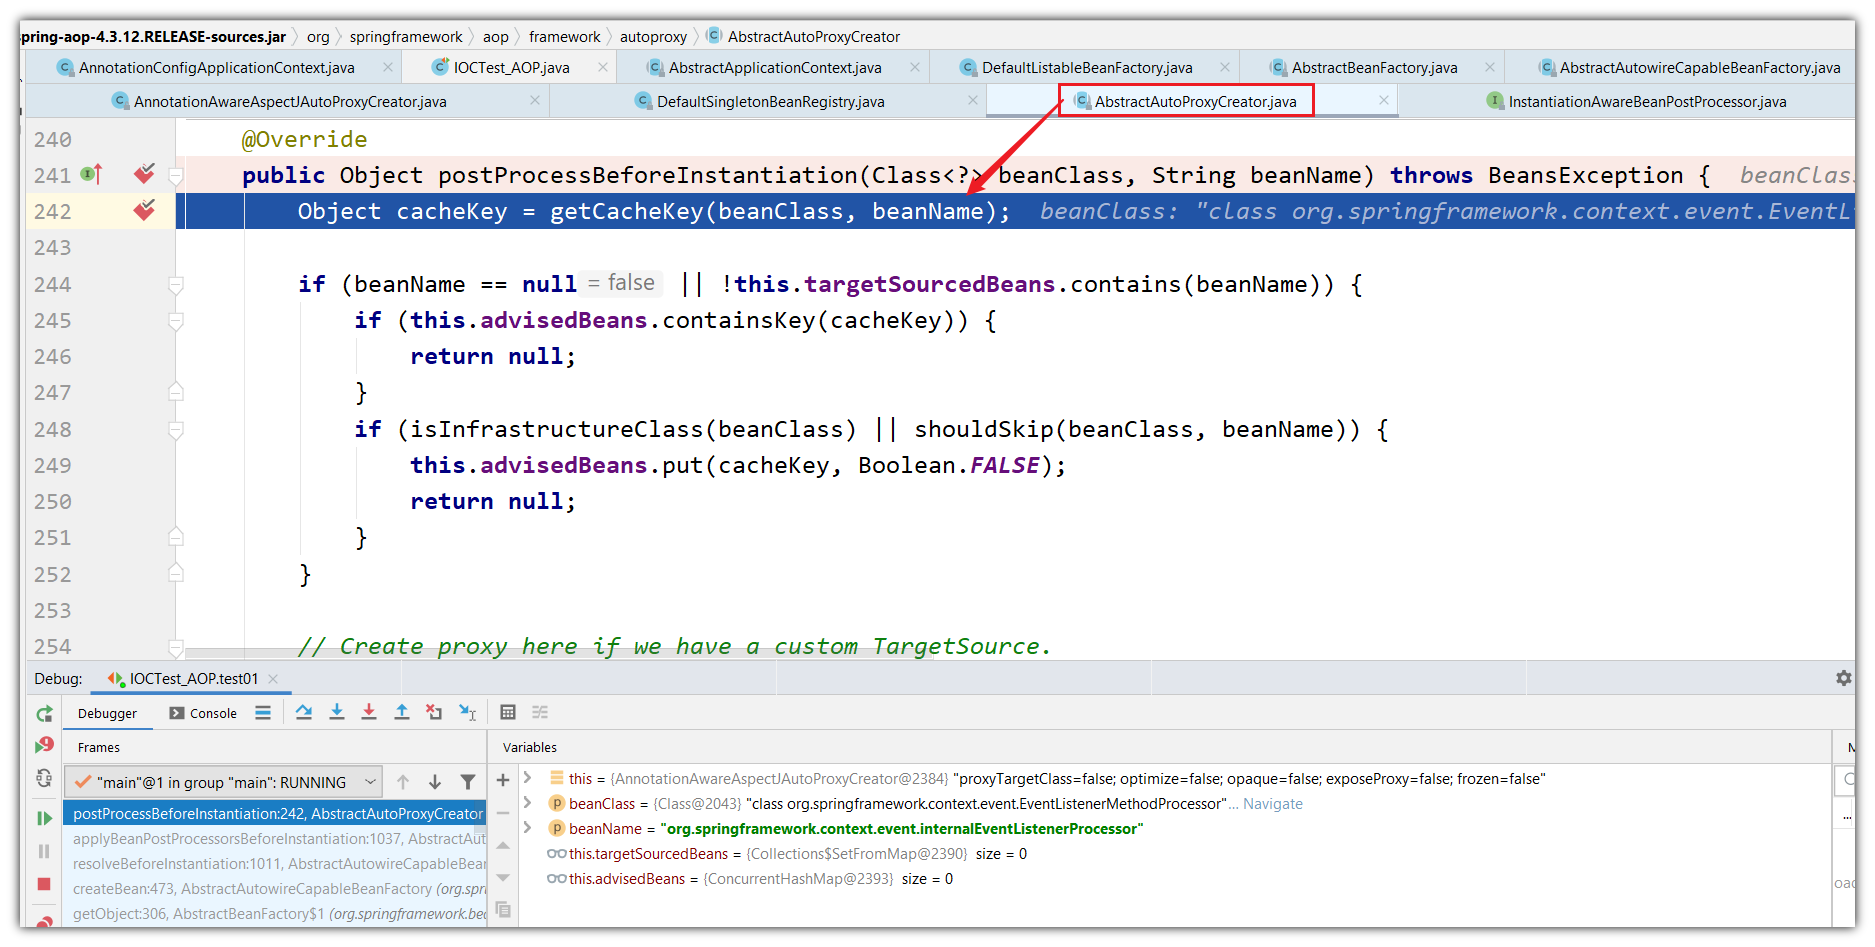 spring-aop-4.3.12.RELEASE-sources.jar org springframework aop framework autoproxy AbstractAutoProxyCreator
AnnotationConfigApplicationContext.java IOCTest_AOP.java AbstractApplicationContext.java DefaultListableBeanFactory.java AbstractBeanFactory.java AbstractAutowireCapableBeanFactory.java
AnnotationAwareAspectJAutoProxyCreator.java DefaultSingletonBeanRegistry.java AbstractAutoProxyCreator.java InstantiationAwareBeanPostProcessor.java
240 @Override
241 public Object postProcessBeforeInstantiation(Class<?> beanClass, String beanName) throws BeansException { beanClas
242 Object cacheKey = getCacheKey(beanClass, beanName); beanClass: "class org.springframework.context.event.EventL
243
244 if (beanName == null = false || !this.targetSourcedBeans.contains(beanName)) {
245 if (this.advisedBeans.containsKey(cacheKey)) {
246 return null;
247 }
248 if (isInfrastructureClass(beanClass) || shouldSkip(beanClass, beanName)) {
249 this.advisedBeans.put(cacheKey, Boolean.FALSE);
250 return null;
251 }
252 }
253
254 // Create proxy here if we have a custom TargetSource.
Debug: IOCTest_AOP.test01
Debugger Console
Frames Variables
"main"@1 in group "main": RUNNING
this = {AnnotationAwareAspectJAutoProxyCreator@2384} "proxyTargetClass=false; optimize=false; opaque=false; exposeProxy=false; frozen=false"
postProcessBeforeInstantiation:242, AbstractAutoProxyCreator
beanClass = {Class@2043} "class org.springframework.context.event.EventListenerMethodProcessor"... Navigate
applyBeanPostProcessorsBeforeInstantiation:1037, AbstractAut
beanName = "org.springframework.context.event.internalEventListenerProcessor"
resolveBeforeInstantiation:1011, AbstractAutowireCapableBea
this.targetSourcedBeans = {Collections$SetFromMap@2390} size = 0
createBean:473, AbstractAutowireCapableBeanFactory (org.spr
this.advisedBeans = {ConcurrentHashMap@2393} size = 0
getObject:306, AbstractBeanFactory$1 (org.springframework.be